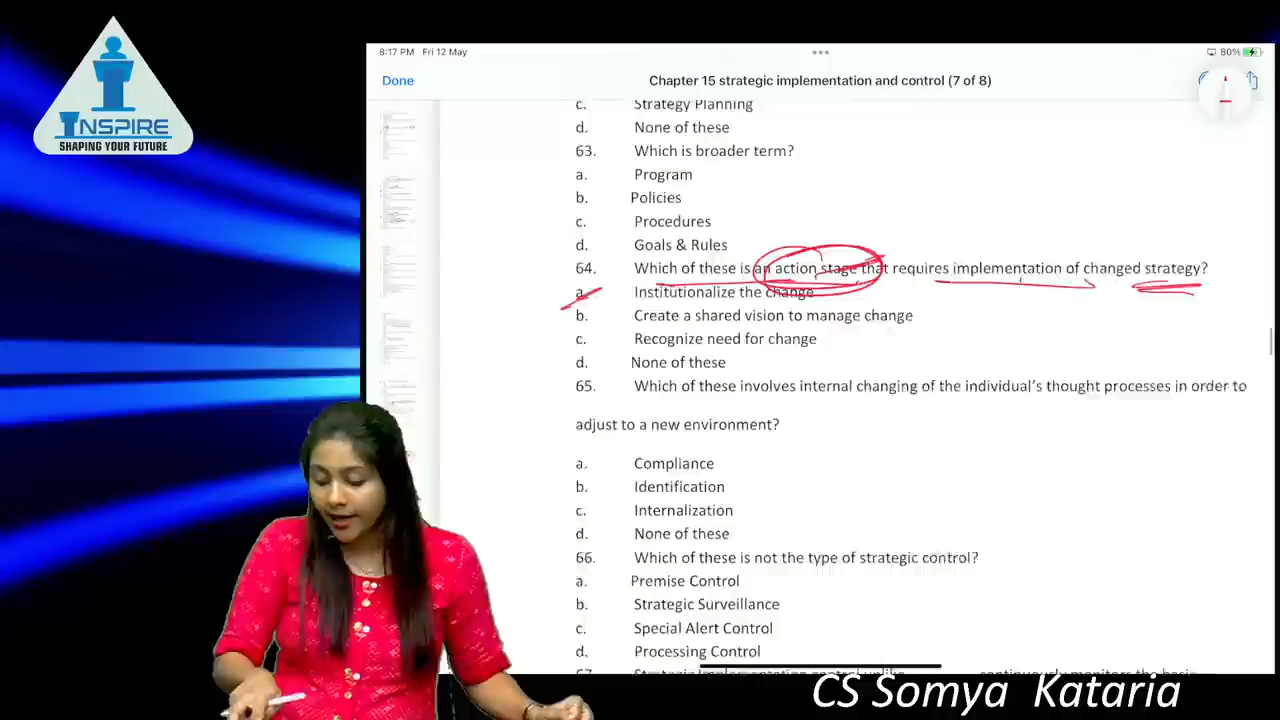 INSPIRE
SHAPING YOUR FUTURE
8:17 PM Fri 12 May
80%
Done
Chapter 15 strategic implementation and control (7 of 8)
c. Strategy Planning
d. None of these
63. Which is broader term?
a. Program
b. Policies
c. Procedures
d. Goals & Rules
64. Which of these is an action stage that requires implementation of changed strategy?
a. Institutionalize the change
b. Create a shared vision to manage change
c. Recognize need for change
d. None of these
65. Which of these involves internal changing of the individual's thought processes in order to
adjust to a new environment?
a. Compliance
b. Identification
c. Internalization
d. None of these
66. Which of these is not the type of strategic control?
a. Premise Control
b. Strategic Surveillance
c. Special Alert Control
d. Processing Control
CS Somya Kataria